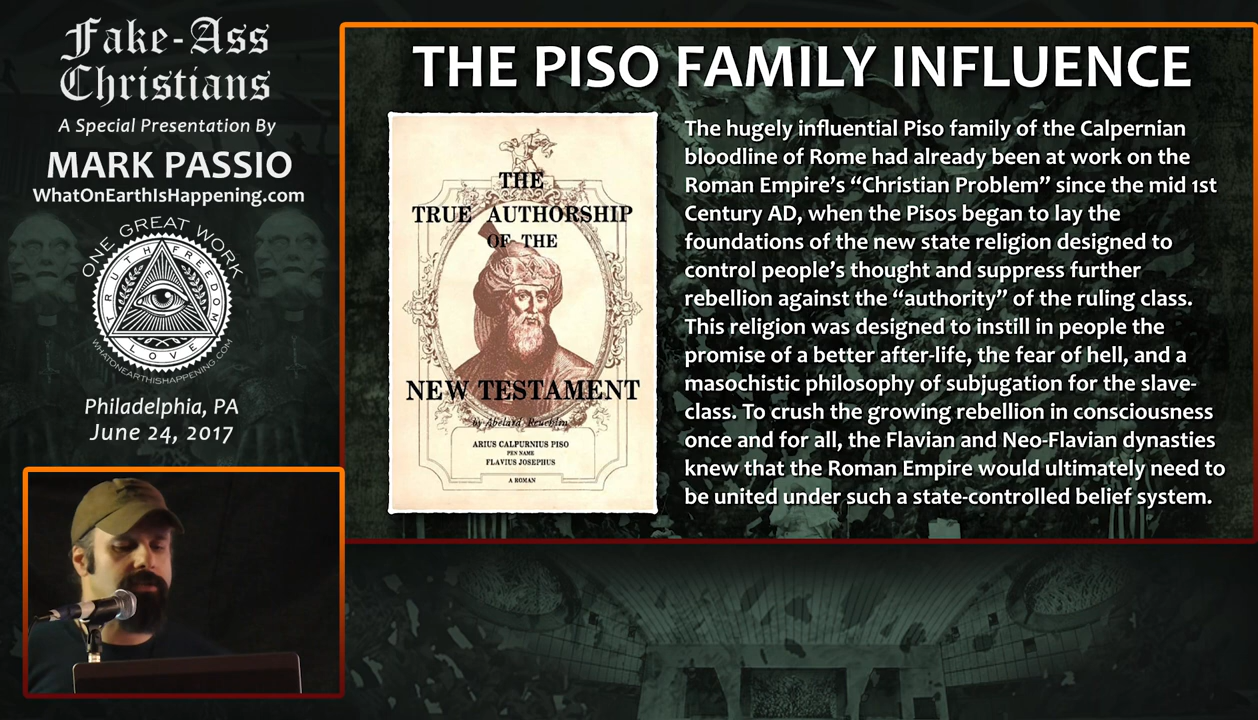 Fake-Ass
Christians
A Special Presentation By
MARK PASSIO
WhatOnEarthIsHappening.com
ONE GREAT WORK
TRUTH FREEDOM
LOVE
WHATONEARTHISHAPPENING.COM
Philadelphia, PA
June 24, 2017
THE PISO FAMILY INFLUENCE
THE
TRUE AUTHORSHIP
OF THE
NEW TESTAMENT
by Abelard Reuchlin
ARIUS CALPURNIUS PISO
PEN NAME
FLAVIUS JOSEPHUS
A ROMAN
The hugely influential Piso family of the Calpernian
bloodline of Rome had already been at work on the
Roman Empire’s “Christian Problem” since the mid 1st
Century AD, when the Pisos began to lay the
foundations of the new state religion designed to
control people’s thought and suppress further
rebellion against the “authority” of the ruling class.
This religion was designed to instill in people the
promise of a better after-life, the fear of hell, and a
masochistic philosophy of subjugation for the slave-
class. To crush the growing rebellion in consciousness
once and for all, the Flavian and Neo-Flavian dynasties
knew that the Roman Empire would ultimately need to
be united under such a state-controlled belief system.